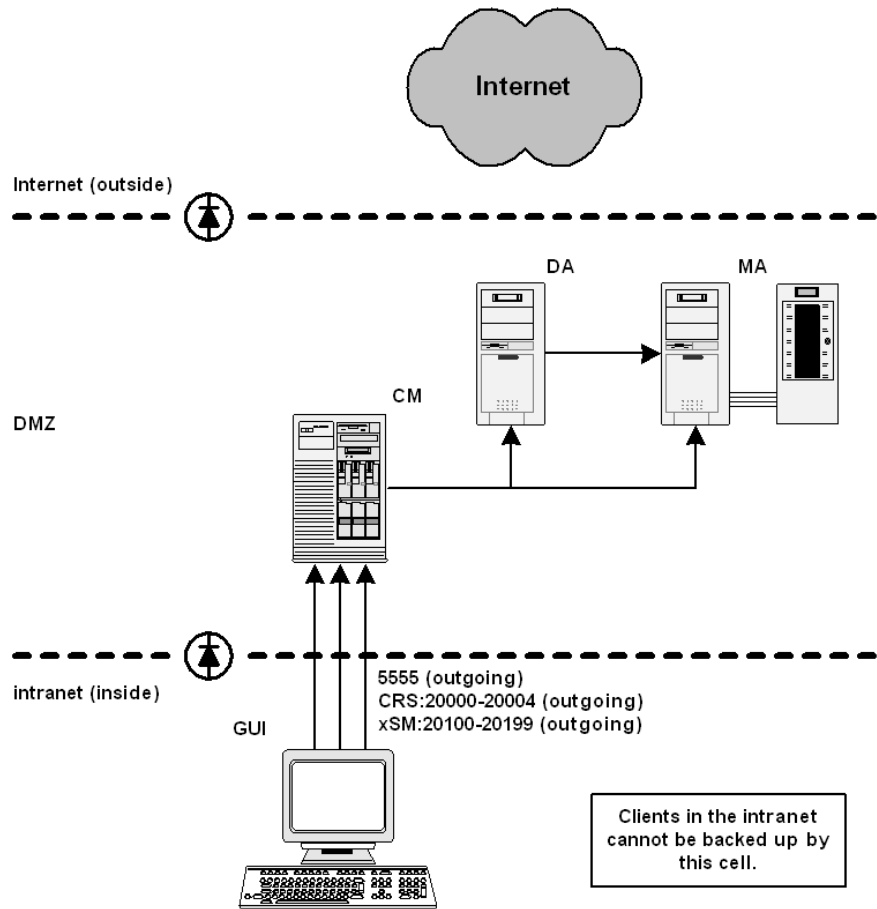 Internet
Internet (outside)
DA
MA
CM
DMZ
intranet (inside)
5555 (outgoing)
CRS:20000-20004 (outgoing)
xSM:20100-20199 (outgoing)
GUI
Clients in the intranet
cannot be backed up by
this cell.